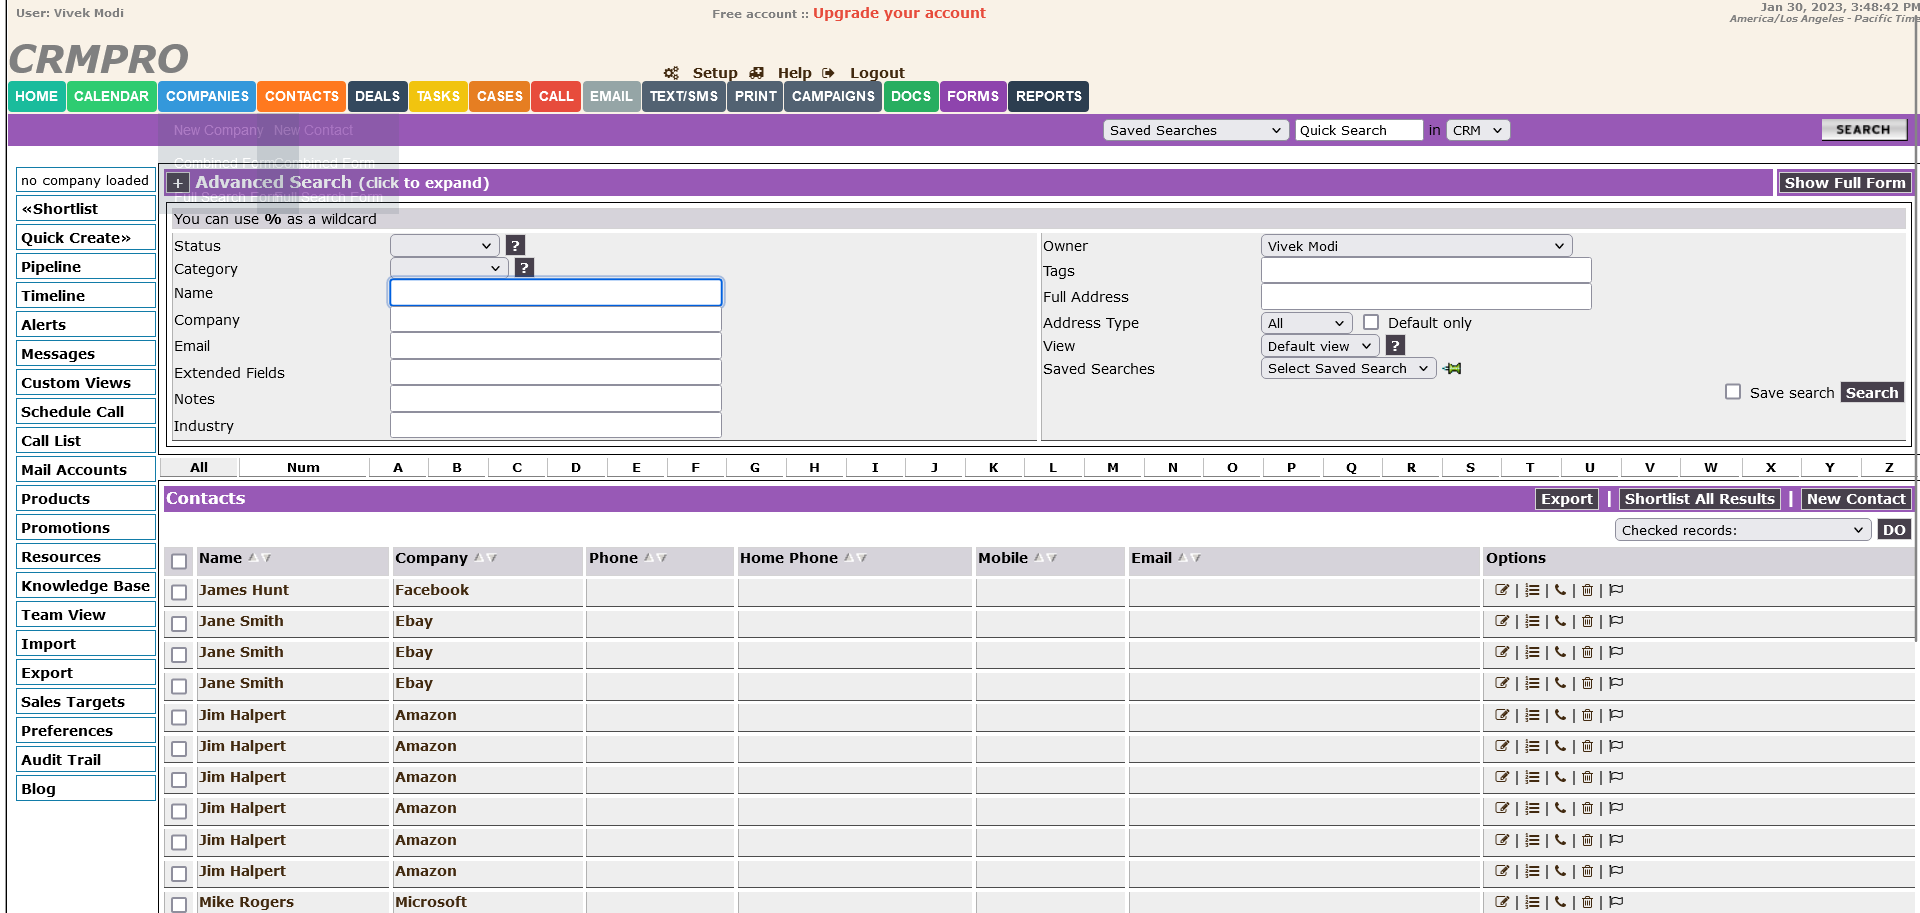 User: Vivek Modi
Free account :: Upgrade your account
Jan 30, 2023, 3:48:42 PM
America/Los Angeles - Pacific Time
CRMPRO
Setup Help Logout
HOME CALENDAR COMPANIES CONTACTS DEALS TASKS CASES CALL EMAIL TEXT/SMS PRINT CAMPAIGNS DOCS FORMS REPORTS
New Company New Contact
Saved Searches Quick Search in CRM SEARCH
Combined Form Combined Form
Full Search Form Full Search Form
no company loaded
«Shortlist
Quick Create»
Pipeline
Timeline
Alerts
Messages
Custom Views
Schedule Call
Call List
Mail Accounts
Products
Promotions
Resources
Knowledge Base
Team View
Import
Export
Sales Targets
Preferences
Audit Trail
Blog
+ Advanced Search (click to expand) Show Full Form
You can use % as a wildcard
Status ?
Category ?
Name
Company
Email
Extended Fields
Notes
Industry
Owner Vivek Modi
Tags
Full Address
Address Type All Default only
View Default view ?
Saved Searches Select Saved Search
Save search Search
All Num A B C D E F G H I J K L M N O P Q R S T U V W X Y Z
Contacts Export | Shortlist All Results | New Contact
Checked records: DO
Name Company Phone Home Phone Mobile Email Options
James Hunt Facebook | | | |
Jane Smith Ebay | | | |
Jane Smith Ebay | | | |
Jane Smith Ebay | | | |
Jim Halpert Amazon | | | |
Jim Halpert Amazon | | | |
Jim Halpert Amazon | | | |
Jim Halpert Amazon | | | |
Jim Halpert Amazon | | | |
Jim Halpert Amazon | | | |
Mike Rogers Microsoft | | | |